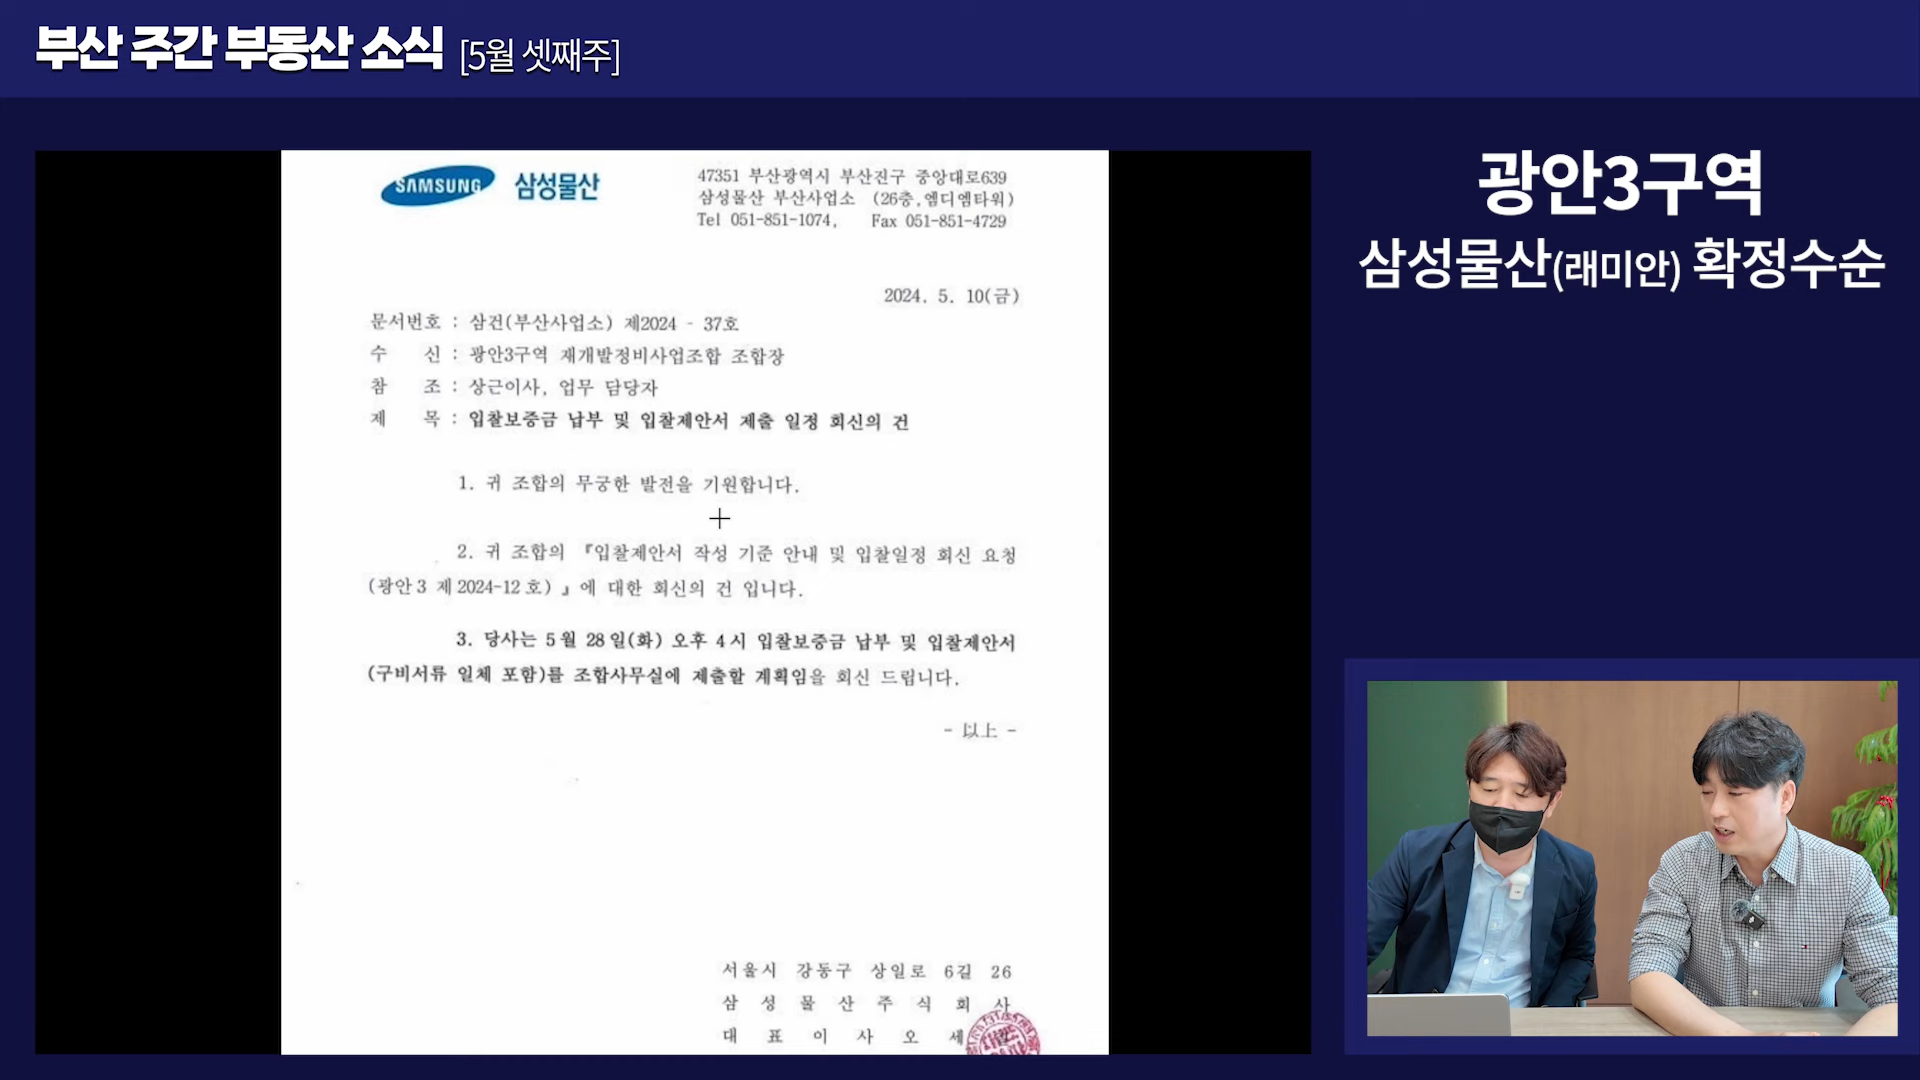 부산 주간 부동산 소식 [5월 셋째주]
광안3구역
삼성물산(래미안) 확정수순
SAMSUNG 삼성물산
47351 부산광역시 부산진구 중앙대로639
삼성물산 부산사업소 (26층,엠디엠타워)
Tel 051-851-1074, Fax 051-851-4729
2024. 5. 10(금)
문서번호 : 삼건(부산사업소) 제2024 - 37호
수 신 : 광안3구역 재개발정비사업조합 조합장
참 조 : 상근이사, 업무 담당자
제 목 : 입찰보증금 납부 및 입찰제안서 제출 일정 회신의 건
1. 귀 조합의 무궁한 발전을 기원합니다.
2. 귀 조합의 『입찰제안서 작성 기준 안내 및 입찰일정 회신 요청
(광안3 제2024-12호) 』에 대한 회신의 건 입니다.
3. 당사는 5월 28일(화) 오후 4시 입찰보증금 납부 및 입찰제안서
(구비서류 일체 포함)를 조합사무실에 제출할 계획임을 회신 드립니다.
- 以上 -
서울시 강동구 상일로 6길 26
삼 성 물 산 주 식 회 사
대 표 이 사 오 세